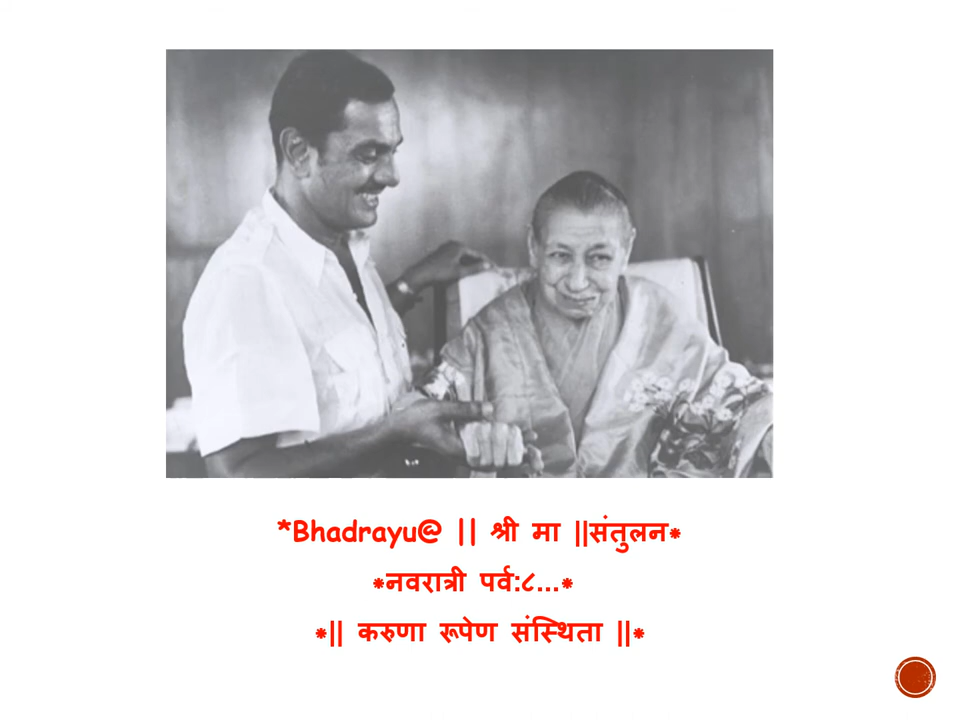 *Bhadrayu@ || श्री मा ||संतुलन*
*नवरात्री पर्व:८...*
*|| करुणा रूपेण संस्थिता ||*